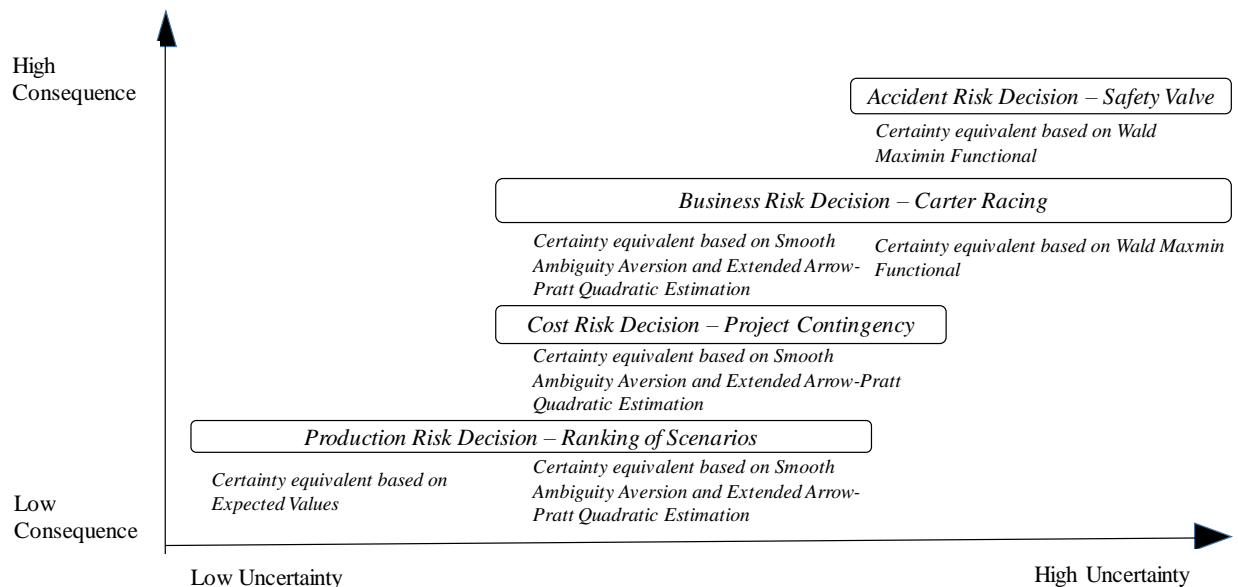 High
Consequence
Accident Risk Decision – Safety Valve
Certainty equivalent based on Wald
Maximin Functional
Business Risk Decision – Carter Racing
Certainty equivalent based on Smooth
Ambiguity Aversion and Extended Arrow-
Pratt Quadratic Estimation
Certainty equivalent based on Wald Maxmin
Functional
Cost Risk Decision – Project Contingency
Certainty equivalent based on Smooth
Ambiguity Aversion and Extended Arrow-Pratt
Quadratic Estimation
Production Risk Decision – Ranking of Scenarios
Certainty equivalent based on
Expected Values
Certainty equivalent based on Smooth
Ambiguity Aversion and Extended Arrow-
Pratt Quadratic Estimation
Low
Consequence
Low Uncertainty
High Uncertainty